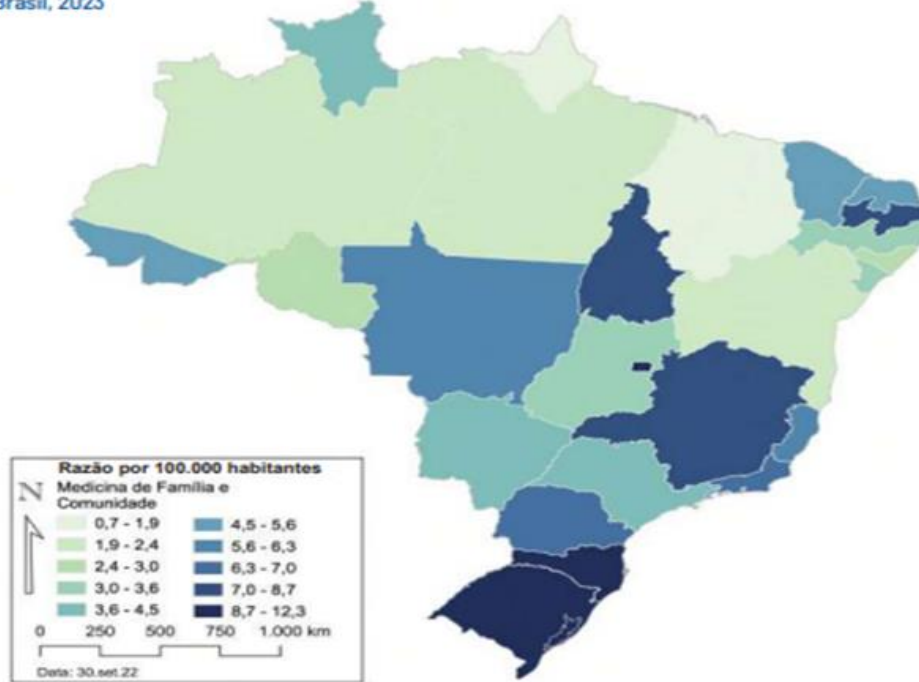 Brasil, 2023
Razão por 100.000 habitantes
N
Medicina de Família e
Comunidade
0,7 - 1,9
1,9 - 2,4
2,4 - 3,0
3,0 - 3,6
3,6 - 4,5
4,5 - 5,6
5,6 - 6,3
6,3 - 7,0
7,0 - 8,7
8,7 - 12,3
0 250 500 750 1.000 km
Data: 30.set.22